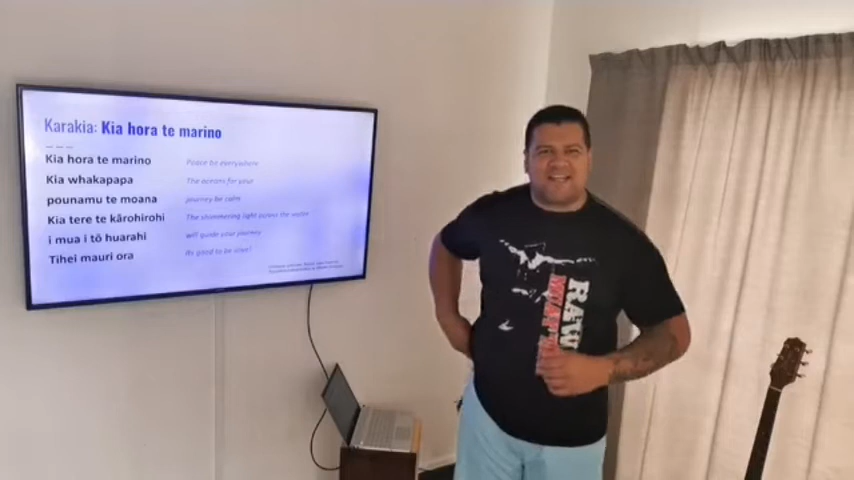 Karakia: Kia hora te marino
Kia hora te marino Peace to everywhere
Kia whakapapa The oceans for your
pounamu te moana journey be calm
Kia tere te kārohirohi The shimmering light across the water
i mua i tō huarahi will guide your journey
Tihei mauri ora Its good to be alive!
RAW